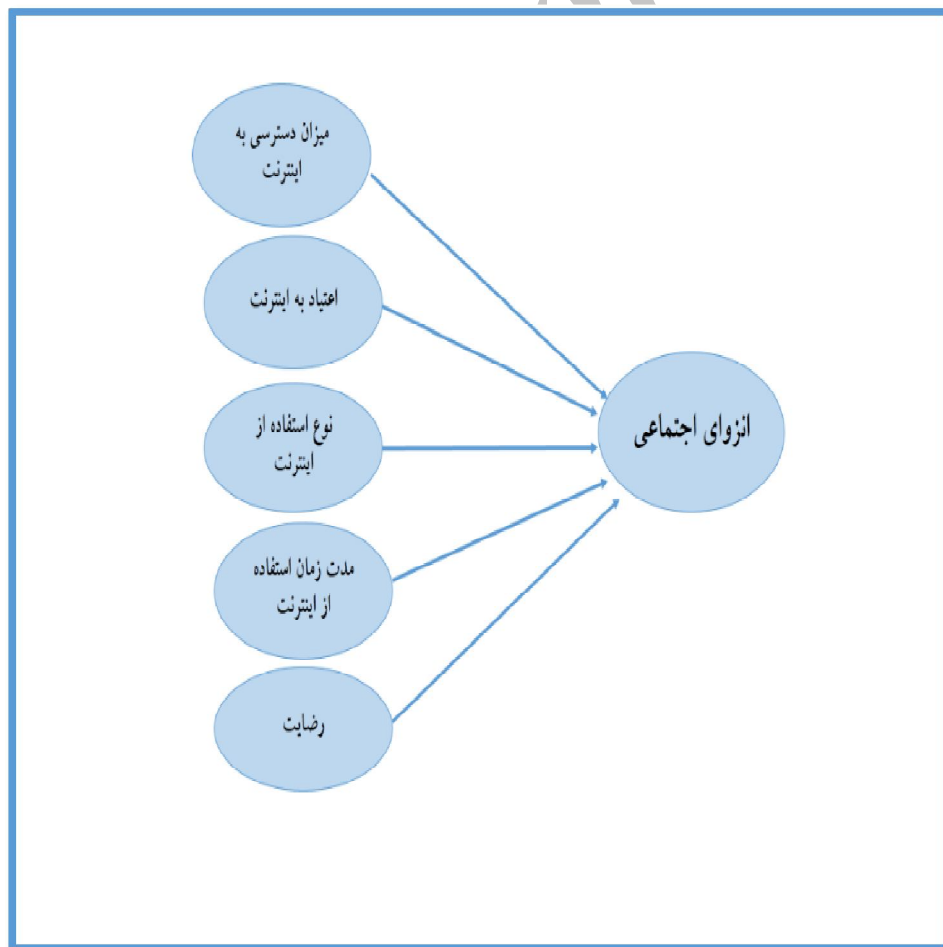 میزان دسترسی به
اینترنت
اعتیاد به اینترنت
نوع استفاده از
اینترنت
مدت زمان استفاده
از اینترنت
رضایت
انزوای اجتماعی